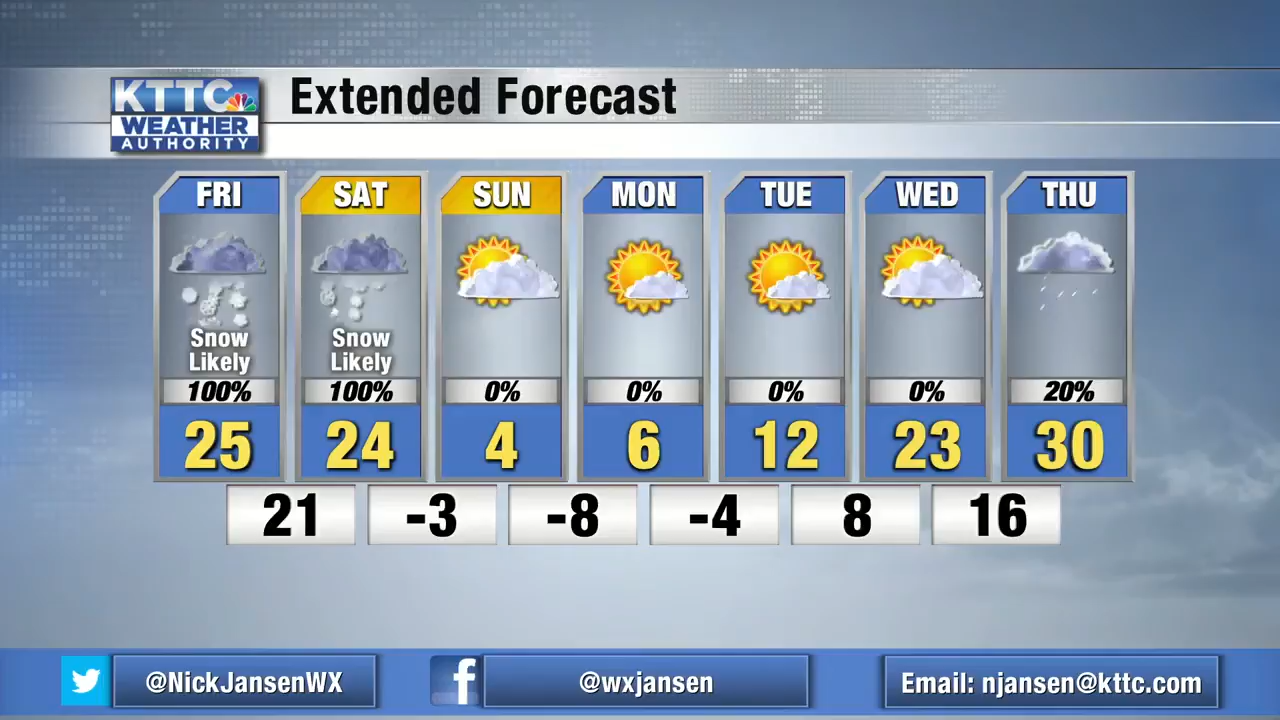 KTTC
WEATHER
AUTHORITY
Extended Forecast
FRI SAT SUN MON TUE WED THU
Snow Likely
Snow Likely
100% 100% 0% 0% 0% 0% 20%
25 24 4 6 12 23 30
21 -3 -8 -4 8 16
@NickJansenWX
f @wxjansen
Email: njansen@kttc.com